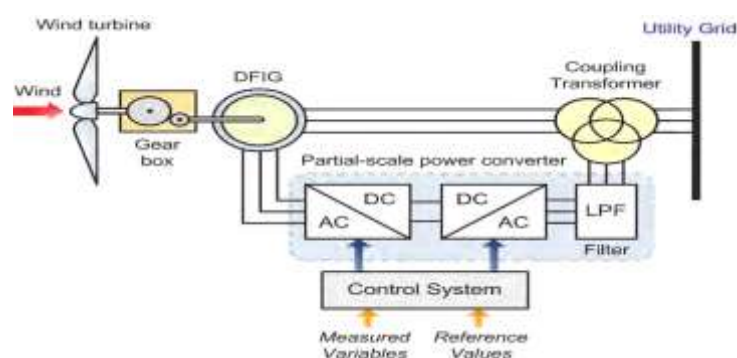 Wind turbine
Utility Grid
DFIG
Coupling
Transformer
Wind
Gear
box
Partial-scale power converter
DC
AC
DC
AC
LPF
Filter
Control System
Measured
Variables
Reference
Values